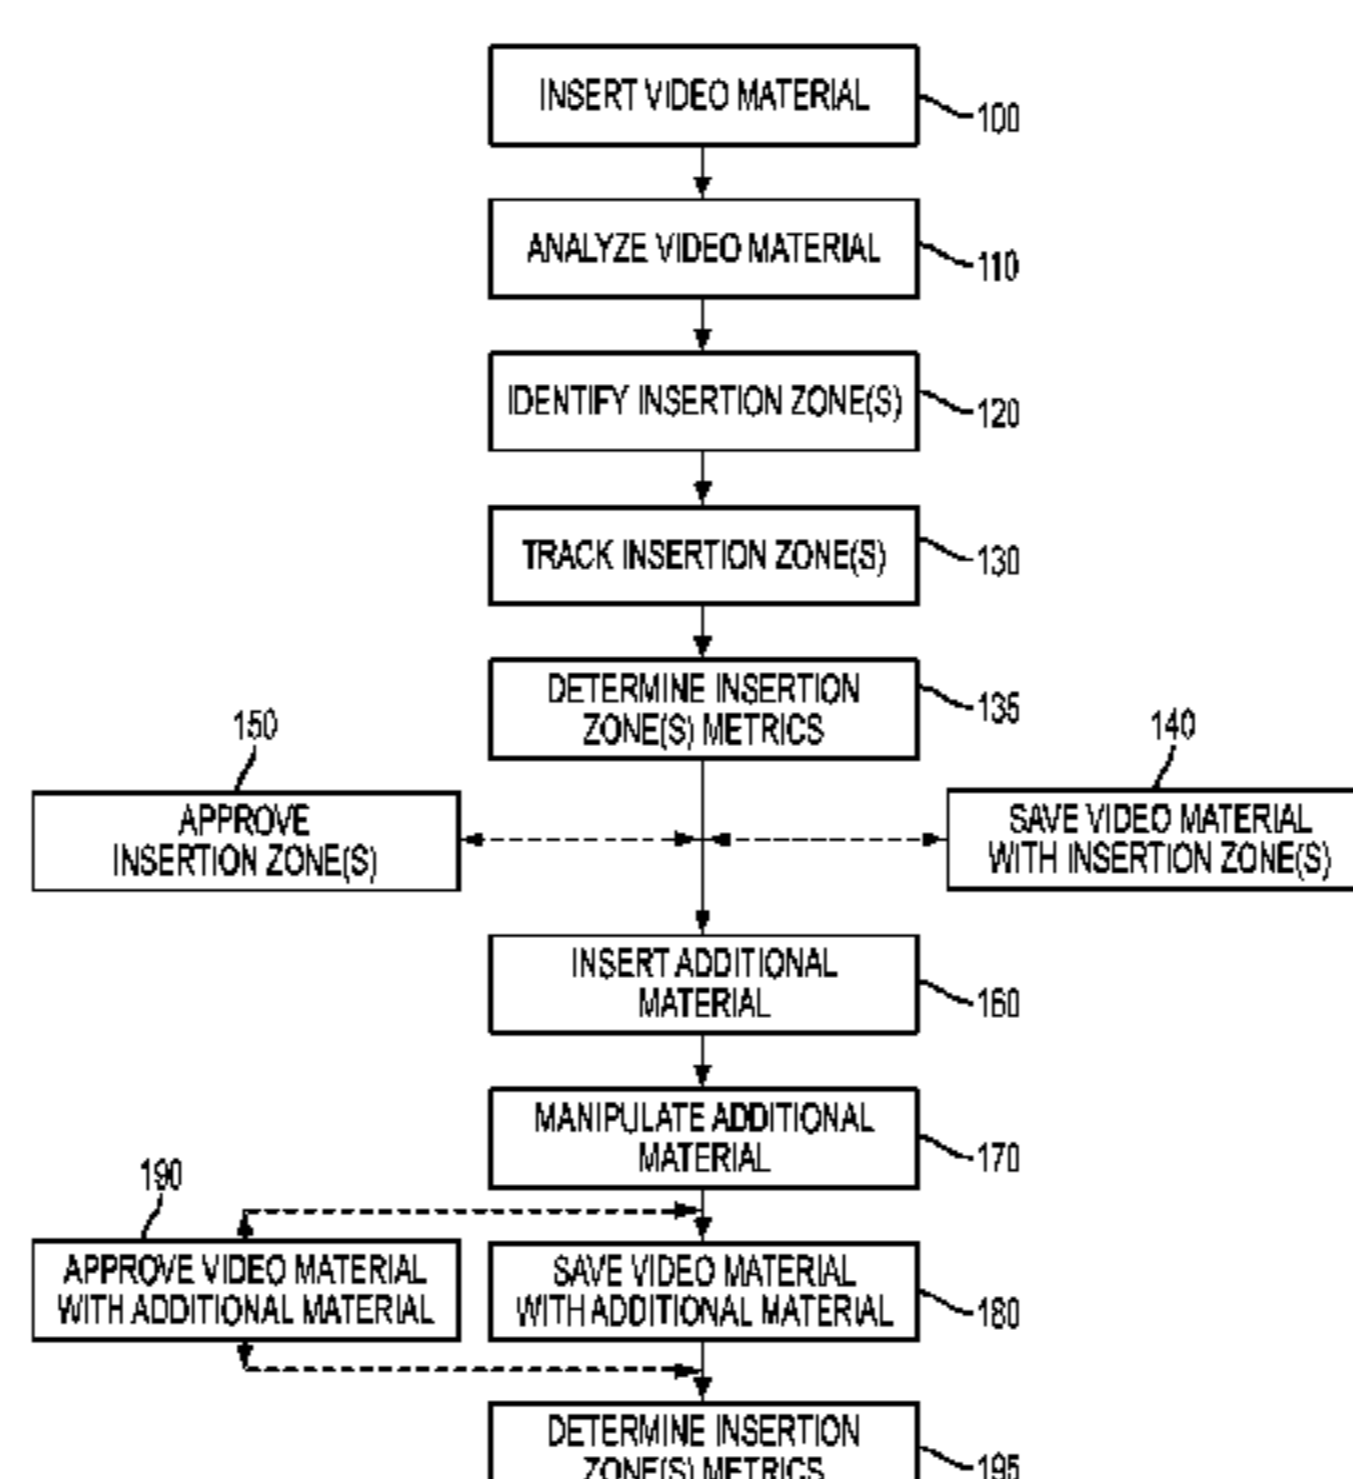 INSERT VIDEO MATERIAL
100
ANALYZE VIDEO MATERIAL
110
IDENTIFY INSERTION ZONE(S)
120
TRACK INSERTION ZONE(S)
130
DETERMINE INSERTION
ZONE(S) METRICS
135
150
APPROVE
INSERTION ZONE(S)
140
SAVE VIDEO MATERIAL
WITH INSERTION ZONE(S)
INSERT ADDITIONAL
MATERIAL
160
MANIPULATE ADDITIONAL
MATERIAL
170
190
APPROVE VIDEO MATERIAL
WITH ADDITIONAL MATERIAL
SAVE VIDEO MATERIAL
WITH ADDITIONAL MATERIAL
180
DETERMINE INSERTION
ZONE(S) METRICS
195